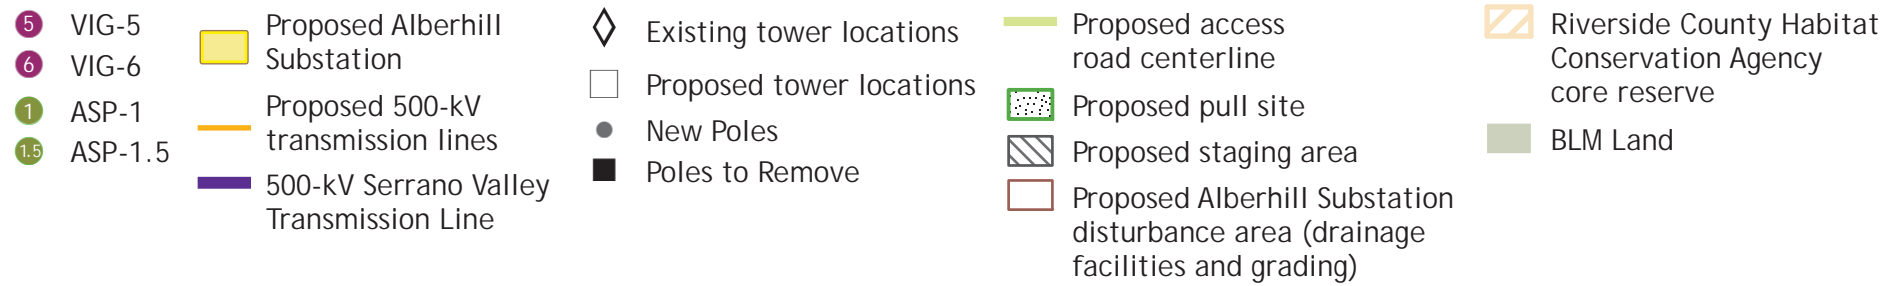 5 VIG-5
6 VIG-6
1 ASP-1
1.5 ASP-1.5
Proposed Alberhill
Substation
Proposed 500-kV
transmission lines
500-kV Serrano Valley
Transmission Line
Existing tower locations
Proposed tower locations
New Poles
Poles to Remove
Proposed access
road centerline
Proposed pull site
Proposed staging area
Proposed Alberhill Substation
disturbance area (drainage
facilities and grading)
Riverside County Habitat
Conservation Agency
core reserve
BLM Land